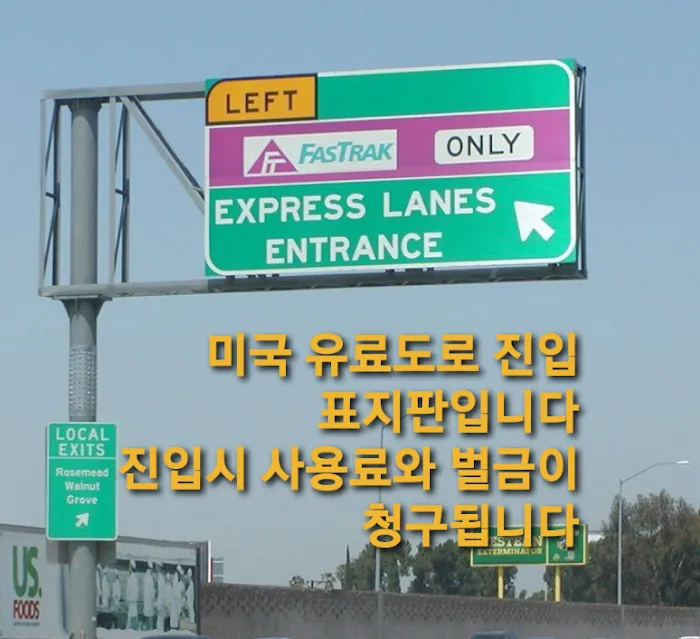 LEFT
FT FASTRAK ONLY
EXPRESS LANES
ENTRANCE
미국 유료도로 진입
표지판입니다
진입시 사용료와 벌금이
청구됩니다
LOCAL
EXITS
Rosemead
Walnut
Grove
WESTERN
EXTERMINATOR
US.
FOODS